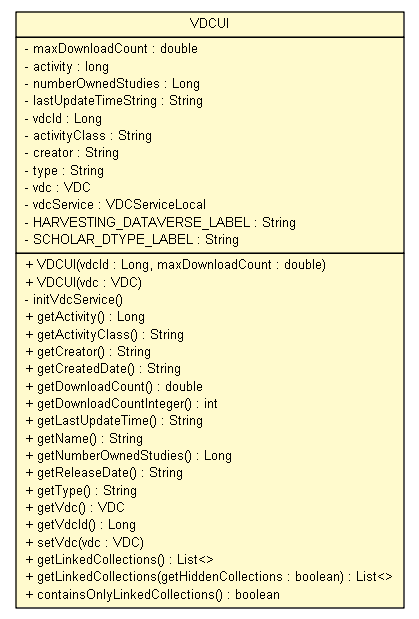 VDCUI
- maxDownloadCount : double
- activity : long
- numberOwnedStudies : Long
- lastUpdateTimeString : String
- vdcId : Long
- activityClass : String
- creator : String
- type : String
- vdc : VDC
- vdcService : VDCServiceLocal
- HARVESTING_DATAVERSE_LABEL : String
- SCHOLAR_DTYPE_LABEL : String
+ VDCUI(vdcId : Long, maxDownloadCount : double)
+ VDCUI(vdc : VDC)
- initVdcService()
+ getActivity() : Long
+ getActivityClass() : String
+ getCreator() : String
+ getCreatedDate() : String
+ getDownloadCount() : double
+ getDownloadCountInteger() : int
+ getLastUpdateTime() : String
+ getName() : String
+ getNumberOwnedStudies() : Long
+ getReleaseDate() : String
+ getType() : String
+ getVdc() : VDC
+ getVdcId() : Long
+ setVdc(vdc : VDC)
+ getLinkedCollections() : List<>
+ getLinkedCollections(getHiddenCollections : boolean) : List<>
+ containsOnlyLinkedCollections() : boolean